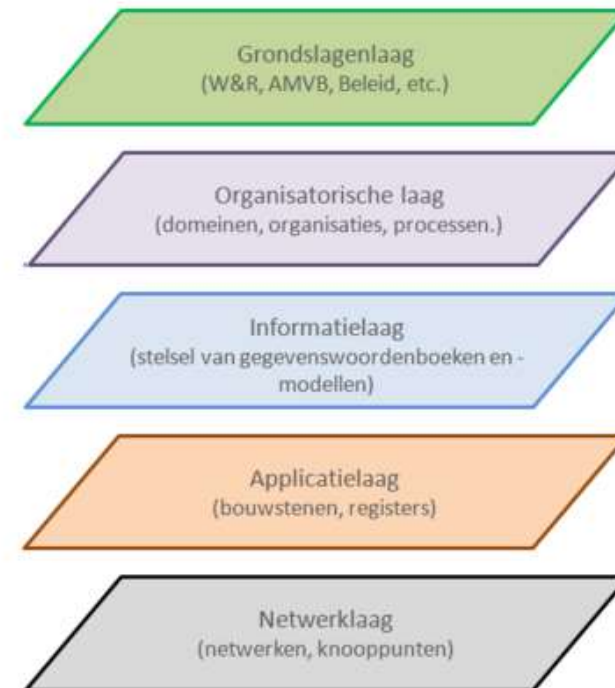 Grondslagenlaag
(W&R, AMVB, Beleid, etc.)
Organisatorische laag
(domeinen, organisaties, processen.)
Informatielaag
(stelsel van gegevenswoordenboeken en -
modellen)
Applicatielaag
(bouwstenen, registers)
Netwerklaag
(netwerken, knooppunten)